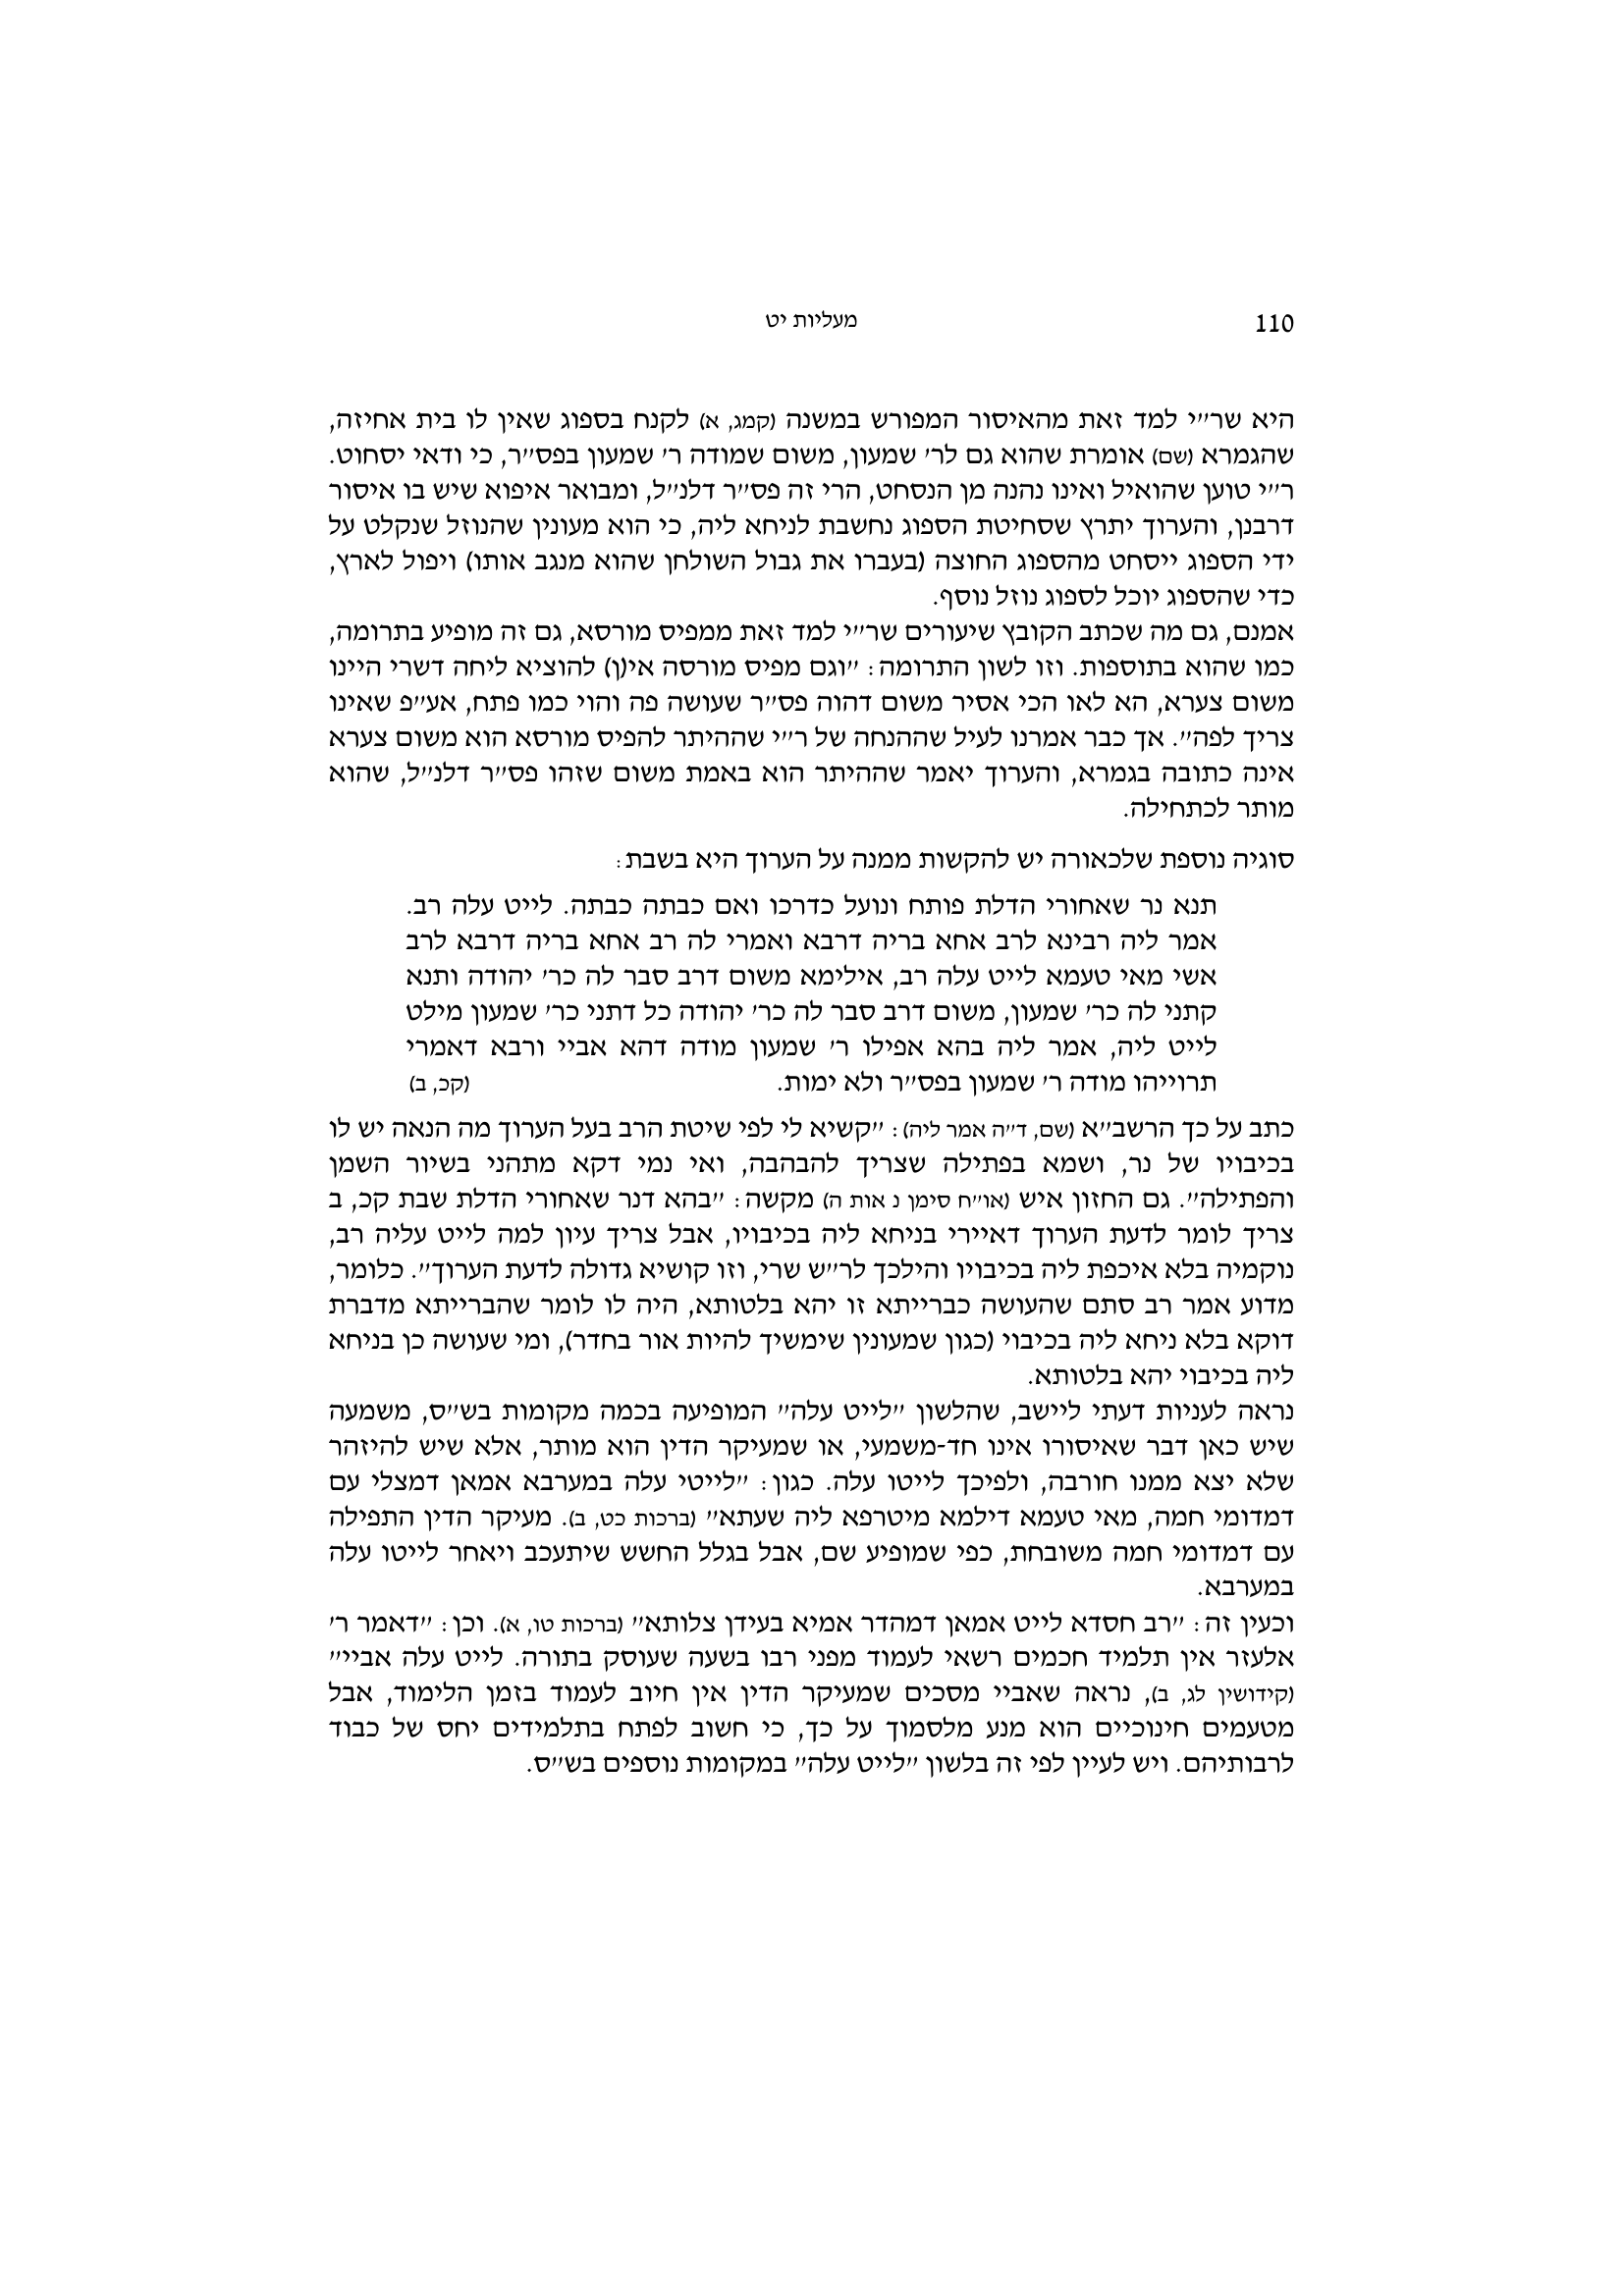 110
מעליות יט
היא שר״י למד זאת מהאיסור המפורש במשנה (קמג, א) לקנח בספוג שאין לו בית אחיזה,
שהגמרא (שם) אומרת שהוא גם לר׳ שמעון, משום שמודה ר׳ שמעון בפס״ר, כי ודאי יסחוט.
ר״י טוען שהואיל ואינו נהנה מן הנסחט, הרי זה פס״ר דלנ״ל, ומבואר איפוא שיש בו איסור
דרבנן, והערוך יתרץ שסחיטת הספוג נחשבת לניחא ליה, כי הוא מעונין שהנוזל שנקלט על
ידי הספוג ייסחט מהספוג החוצה (בעברו את גבול השולחן שהוא מנגב אותו) ויפול לארץ,
כדי שהספוג יוכל לספוג נוזל נוסף.
אמנם, גם מה שכתב הקובץ שיעורים שר״י למד זאת ממפיס מורסא, גם זה מופיע בתרומה,
כמו שהוא בתוספות. וזו לשון התרומה: ״וגם מפיס מורסה אי(ן) להוציא ליחה דשרי היינו
משום צערא, הא לאו הכי אסיר משום דהוה פס״ר שעושה פה והוי כמו פתח, אע״פ שאינו
צריך לפה״. אך כבר אמרנו לעיל שההנחה של ר״י שההיתר להפיס מורסא הוא משום צערא
אינה כתובה בגמרא, והערוך יאמר שההיתר הוא באמת משום שזהו פס״ר דלנ״ל, שהוא
מותר לכתחילה.
סוגיה נוספת שלכאורה יש להקשות ממנה על הערוך היא בשבת:
תנא נר שאחורי הדלת פותח ונועל כדרכו ואם כבתה כבתה. לייט עלה רב.
אמר ליה רבינא לרב אחא בריה דרבא ואמרי לה רב אחא בריה דרבא לרב
אשי מאי טעמא לייט עלה רב, אילימא משום דרב סבר לה כר׳ יהודה ותנא
קתני לה כר׳ שמעון, משום דרב סבר לה כר׳ יהודה כל דתני כר׳ שמעון מילט
לייט ליה, אמר ליה בהא אפילו ר׳ שמעון מודה דהא אביי ורבא דאמרי
תרוייהו מודה ר׳ שמעון בפס״ר ולא ימות. (קכ, ב)
כתב על כך הרשב״א (שם, ד״ה אמר ליה): ״קשיא לי לפי שיטת הרב בעל הערוך מה הנאה יש לו
בכיבויו של נר, ושמא בפתילה שצריך להבהבה, ואי נמי דקא מתהני בשיור השמן
והפתילה״. גם החזון איש (או״ח סימן נ אות ה) מקשה: ״בהא דנר שאחורי הדלת שבת קכ, ב
צריך לומר לדעת הערוך דאיירי בניחא ליה בכיבויו, אבל צריך עיון למה לייט עליה רב,
נוקמיה בלא איכפת ליה בכיבויו והילכך לר״ש שרי, וזו קושיא גדולה לדעת הערוך״. כלומר,
מדוע אמר רב סתם שהעושה כברייתא זו יהא בלטותא, היה לו לומר שהברייתא מדברת
דוקא בלא ניחא ליה בכיבוי (כגון שמעונין שימשיך להיות אור בחדר), ומי שעושה כן בניחא
ליה בכיבוי יהא בלטותא.
נראה לעניות דעתי ליישב, שהלשון ״לייט עלה״ המופיעה בכמה מקומות בש״ס, משמעה
שיש כאן דבר שאיסורו אינו חד-משמעי, או שמעיקר הדין הוא מותר, אלא שיש להיזהר
שלא יצא ממנו חורבה, ולפיכך לייטו עלה. כגון: ״לייטי עלה במערבא אמאן דמצלי עם
דמדומי חמה, מאי טעמא דילמא מיטרפא ליה שעתא״ (ברכות כט, ב). מעיקר הדין התפילה
עם דמדומי חמה משובחת, כפי שמופיע שם, אבל בגלל החשש שיתעכב ויאחר לייטו עלה
במערבא.
וכעין זה: ״רב חסדא לייט אמאן דמהדר אמיא בעידן צלותא״ (ברכות טו, א). וכן: ״דאמר ר׳
אלעזר אין תלמיד חכמים רשאי לעמוד מפני רבו בשעה שעוסק בתורה. לייט עלה אביי״
(קידושין לג, ב), נראה שאביי מסכים שמעיקר הדין אין חיוב לעמוד בזמן הלימוד, אבל
מטעמים חינוכיים הוא מנע מלסמוך על כך, כי חשוב לפתח בתלמידים יחס של כבוד
לרבותיהם. ויש לעיין לפי זה בלשון ״לייט עלה״ במקומות נוספים בש״ס.